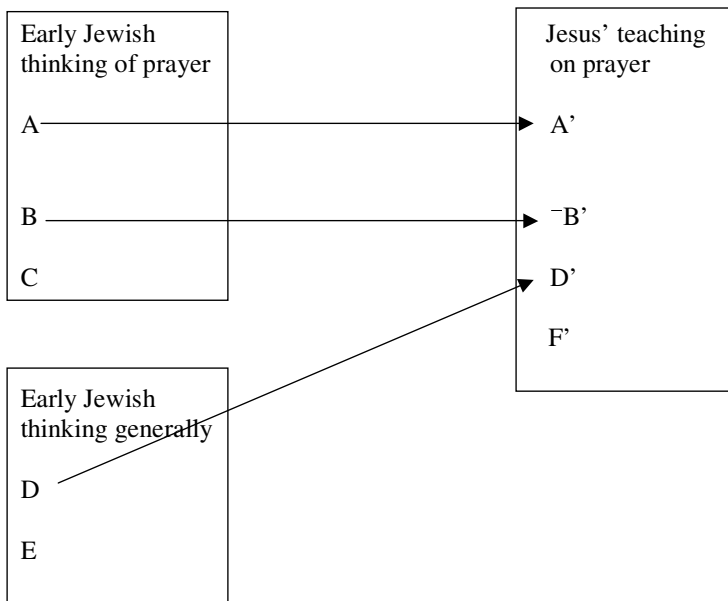 Early Jewish
thinking of prayer
A
B
C
Jesus’ teaching
on prayer
A’
⁻B’
D’
F’
Early Jewish
thinking generally
D
E